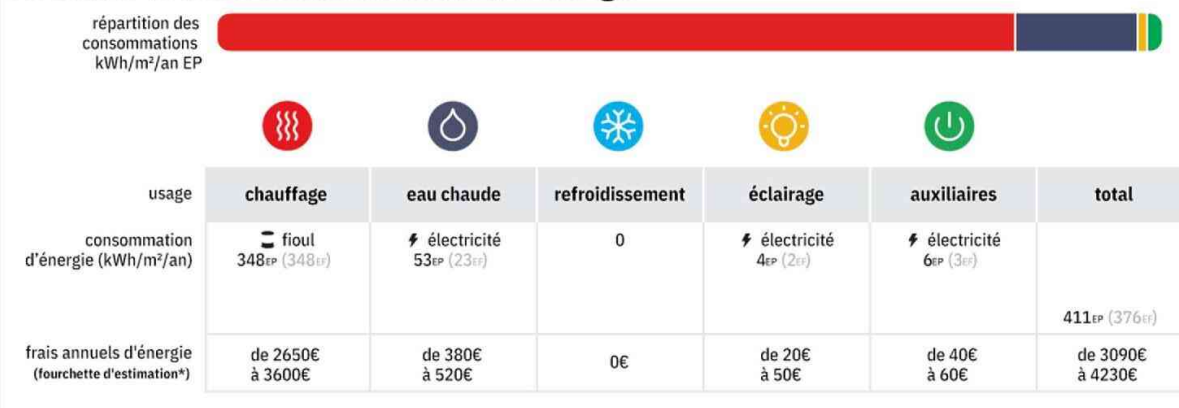 répartition des
consommations
kWh/m²/an EP
usage
chauffage
eau chaude
refroidissement
éclairage
auxiliaires
total
consommation
d'énergie (kWh/m²/an)
fioul
348EP (348EF)
électricité
53EP (23EF)
0
électricité
4EP (2EF)
électricité
6EP (3EF)
411EP (376EF)
frais annuels d'énergie
(fourchette d'estimation*)
de 2650€
à 3600€
de 380€
à 520€
0€
de 20€
à 50€
de 40€
à 60€
de 3090€
à 4230€